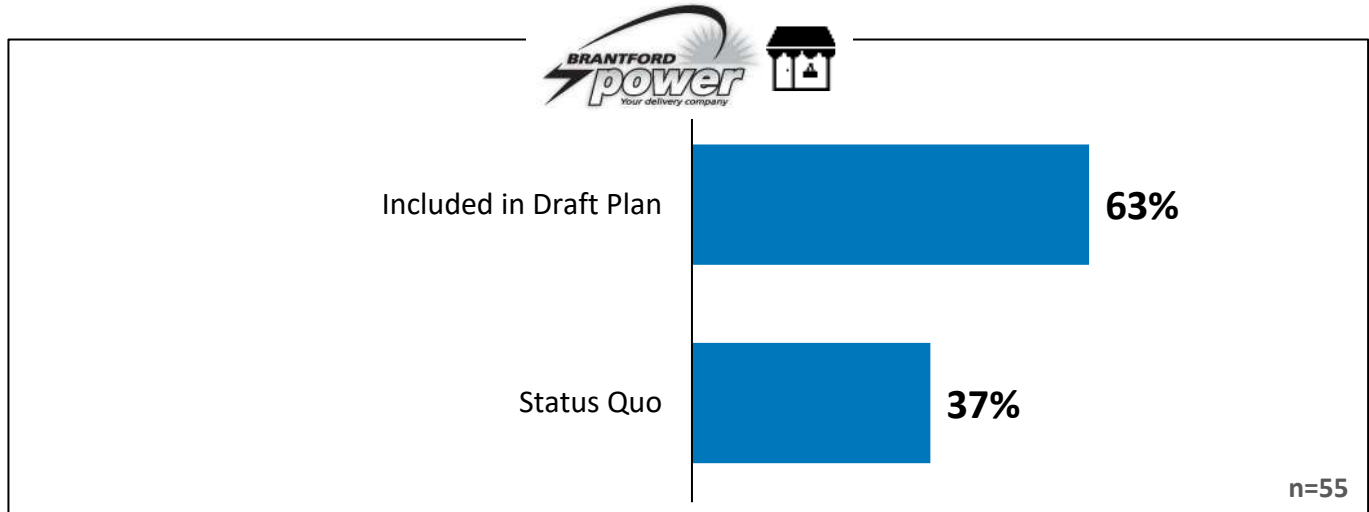 BRANTFORD
power
Your delivery company
Included in Draft Plan
63%
Status Quo
37%
n=55